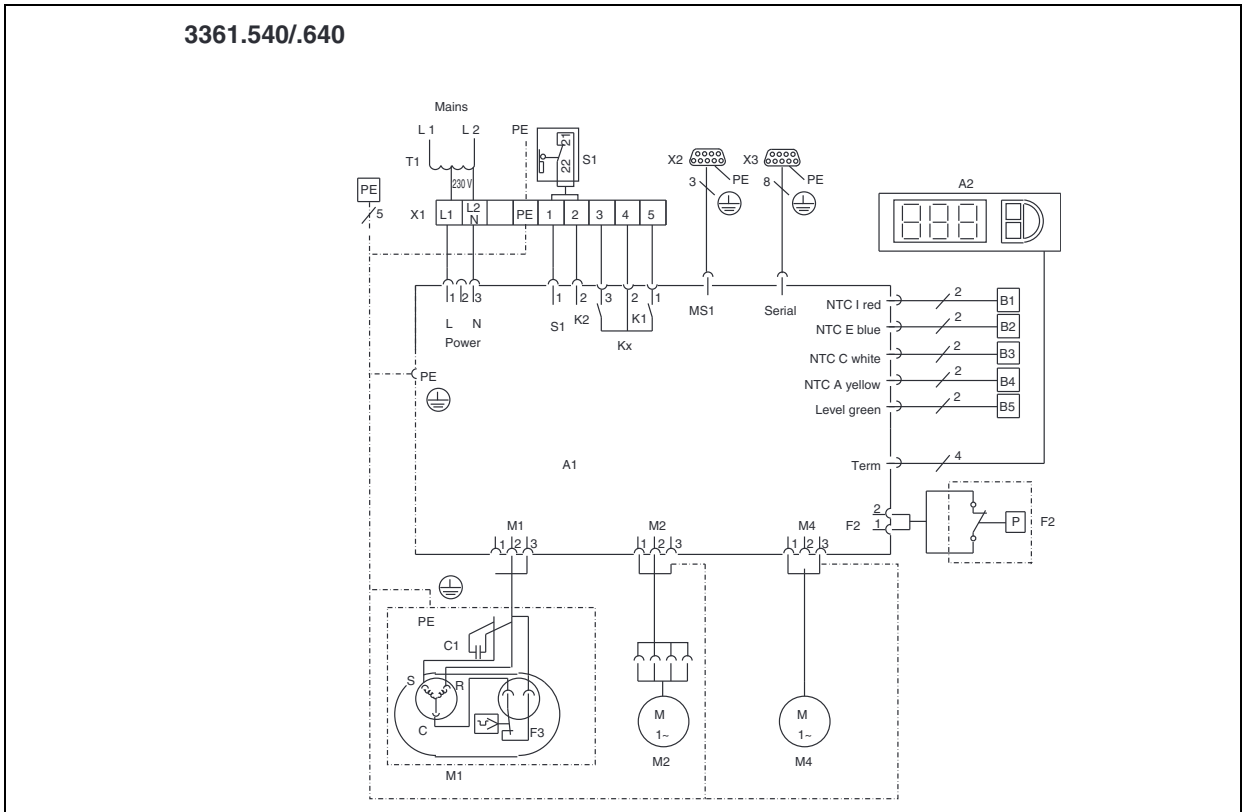 3361.540/.640
Mains
L 1 L 2 PE
T1
230 V
21
22
S1
X2
3
PE
X3
8
PE
A2
PE
5
X1 L1 L2 N PE 1 2 3 4 5
1 2 3 1 2 3 2 1
L N
Power
S1 K2 K1
Kx
MS1
Serial
NTC I red 2 B1
NTC E blue 2 B2
NTC C white 2 B3
NTC A yellow 2 B4
Level green 2 B5
PE
A1
Term 4
F2 2 1
P F2
M1
1 2 3
M2
1 2 3
M4
1 2 3
PE
C1
S R
C
F3
M1
M
1~
M2
M
1~
M4